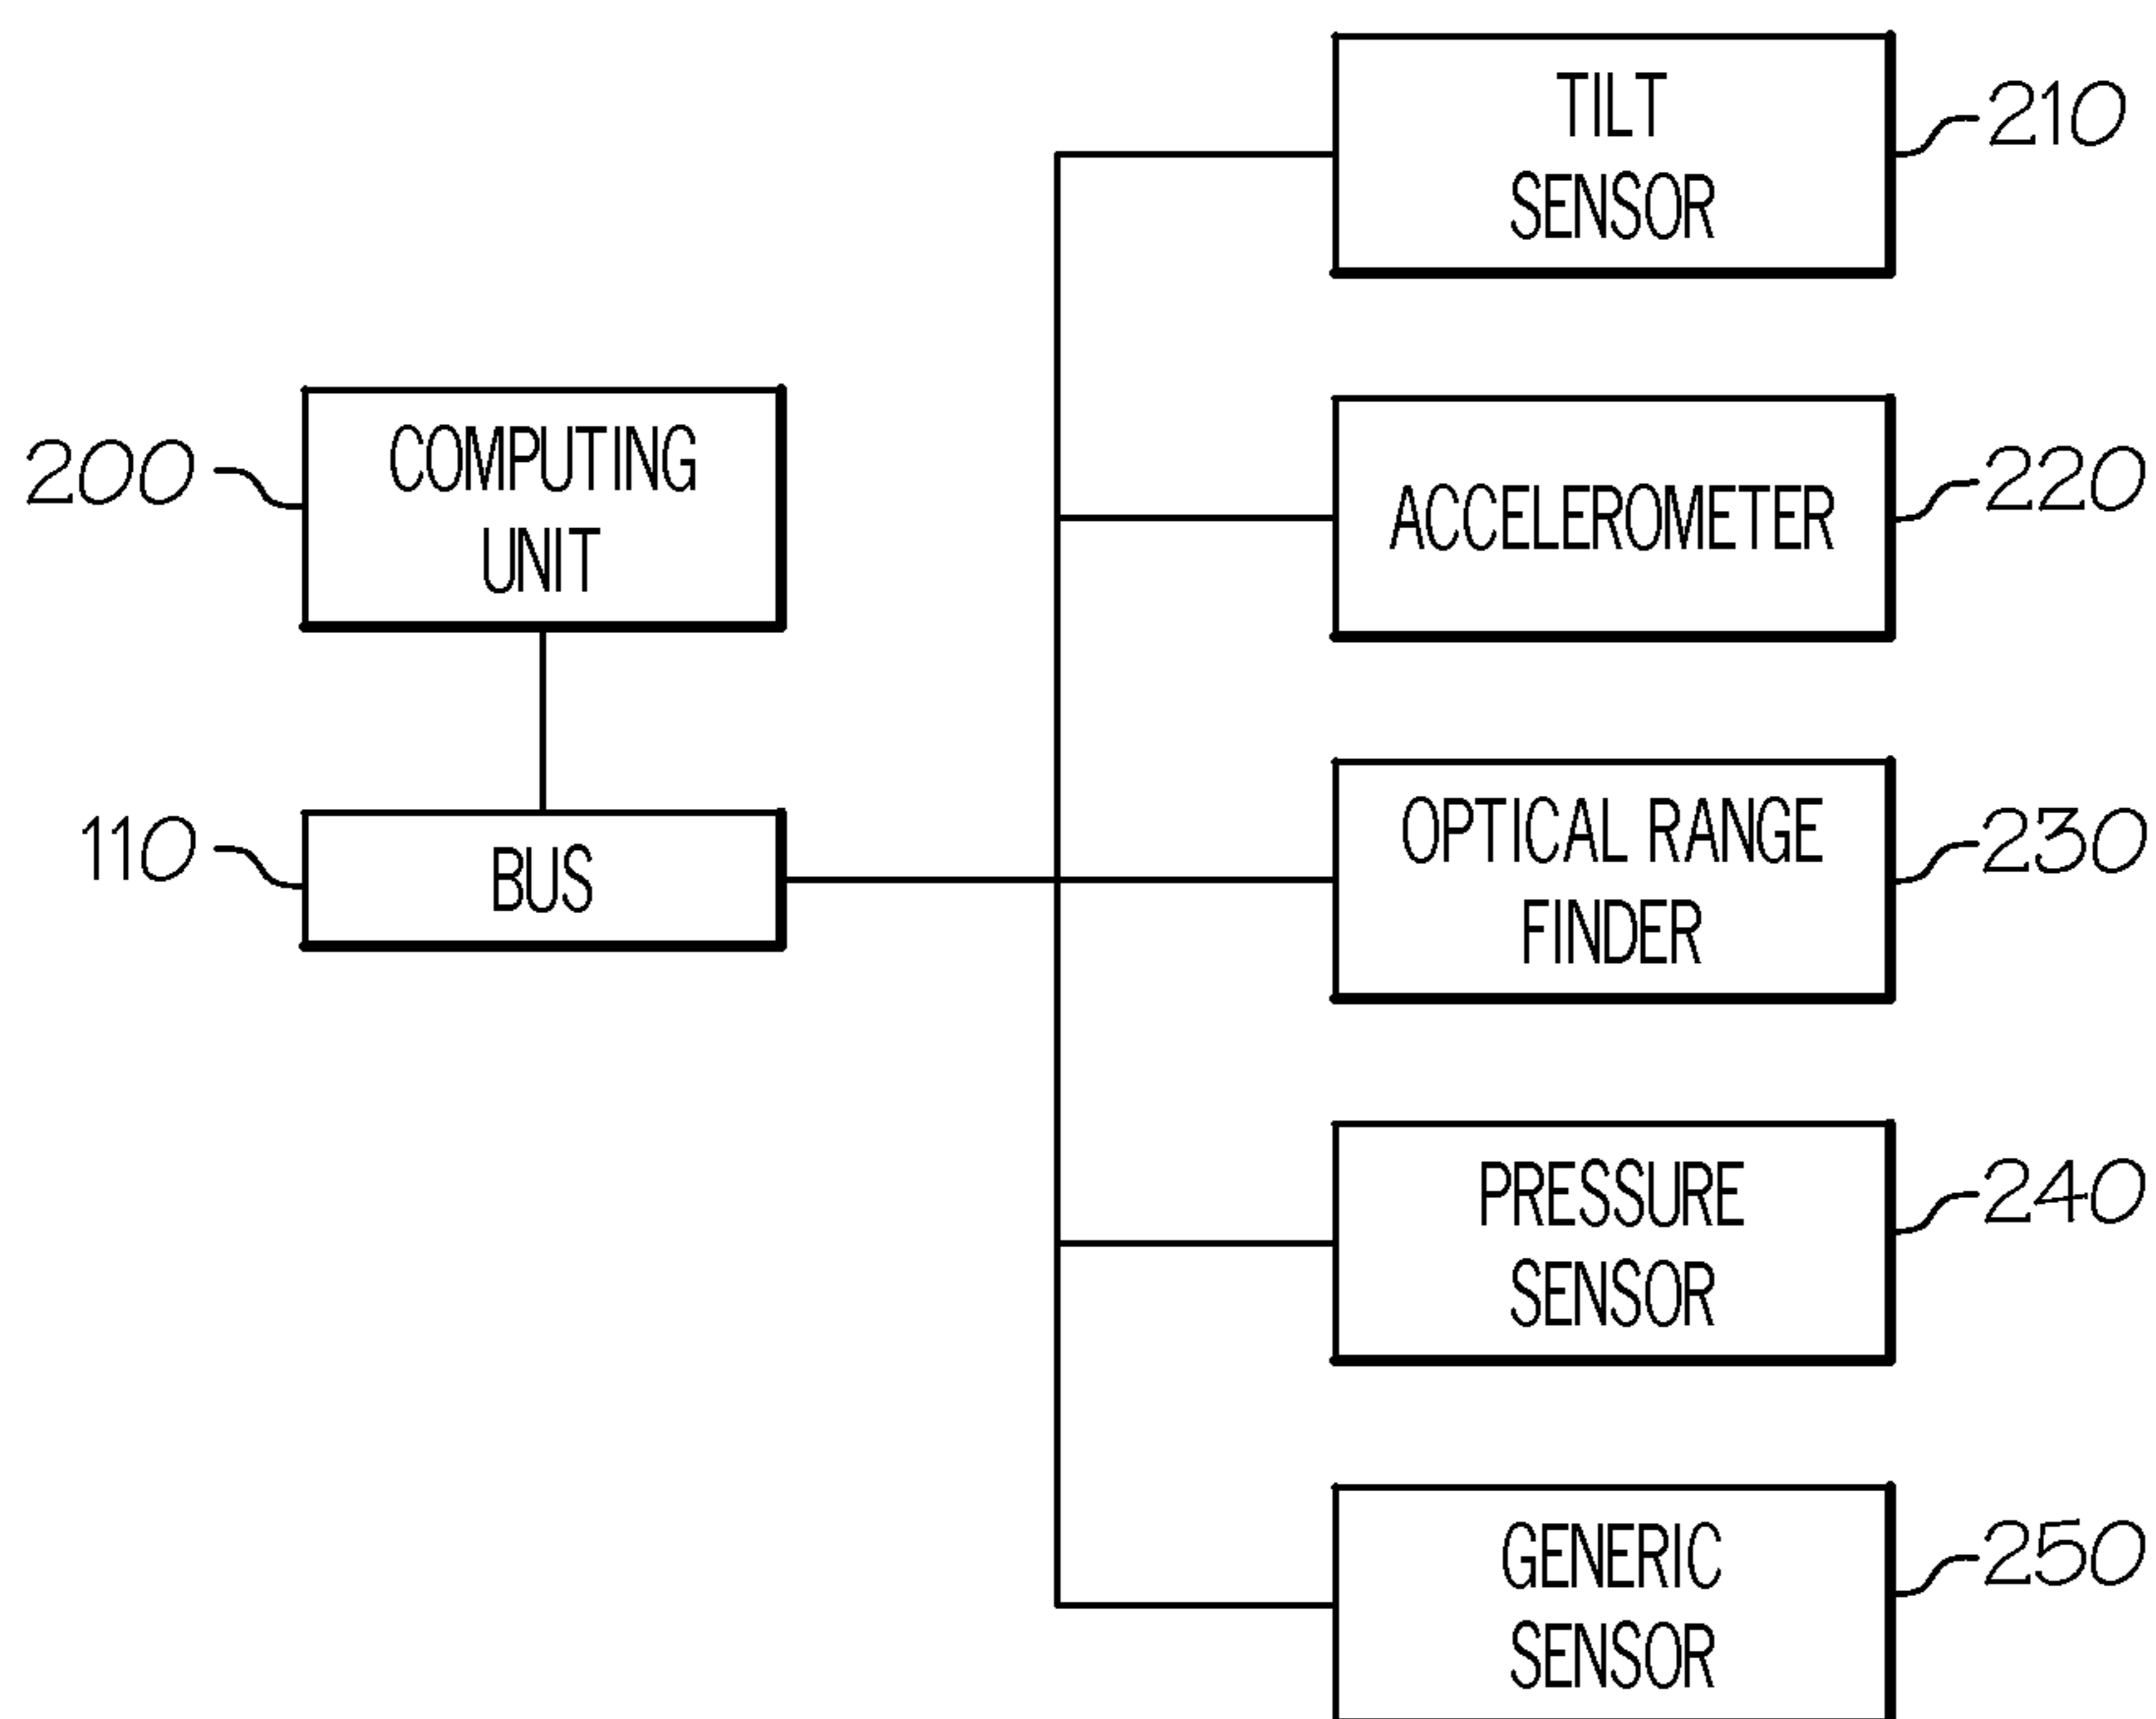 TILT
SENSOR
210
COMPUTING
UNIT
200
ACCELEROMETER
220
BUS
110
OPTICAL RANGE
FINDER
230
PRESSURE
SENSOR
240
GENERIC
SENSOR
250